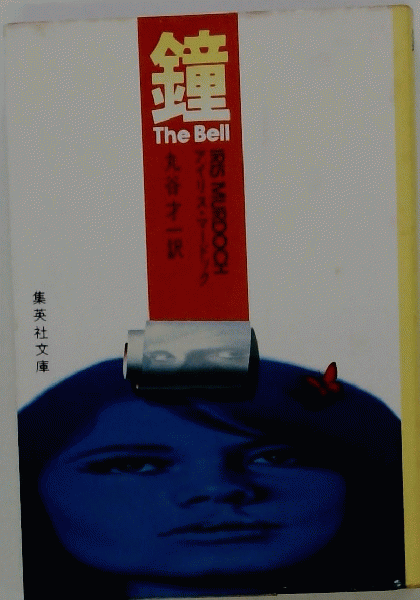 鐘
The Bell
IRIS MURDOCH
アイリス・マードック
丸谷才一訳
集英社文庫